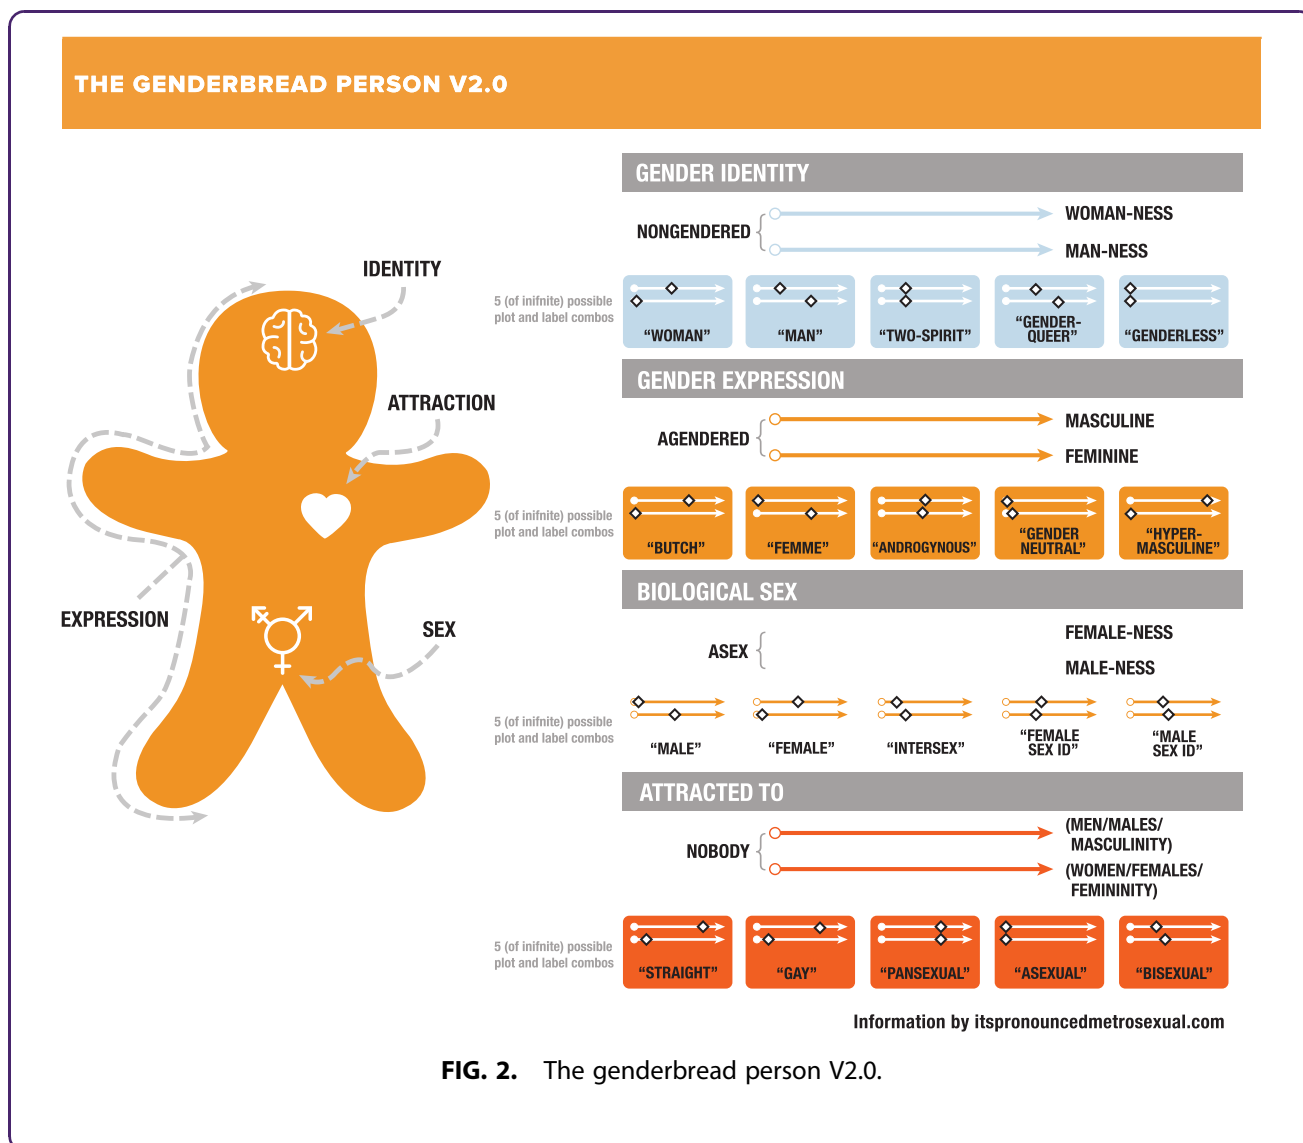 THE GENDERBREAD PERSON V2.0
IDENTITY
ATTRACTION
EXPRESSION
SEX
GENDER IDENTITY
NONGENDERED
WOMAN-NESS
MAN-NESS
5 (of inifnite) possible
plot and label combos
“WOMAN”
“MAN”
“TWO-SPIRIT”
“GENDER-
QUEER”
“GENDERLESS”
GENDER EXPRESSION
AGENDERED
MASCULINE
FEMININE
5 (of inifnite) possible
plot and label combos
“BUTCH”
“FEMME”
“ANDROGYNOUS”
“GENDER
NEUTRAL”
“HYPER-
MASCULINE”
BIOLOGICAL SEX
ASEX
FEMALE-NESS
MALE-NESS
5 (of inifnite) possible
plot and label combos
“MALE”
“FEMALE”
“INTERSEX”
“FEMALE
SEX ID”
“MALE
SEX ID”
ATTRACTED TO
NOBODY
(MEN/MALES/
MASCULINITY)
(WOMEN/FEMALES/
FEMININITY)
5 (of inifnite) possible
plot and label combos
“STRAIGHT”
“GAY”
“PANSEXUAL”
“ASEXUAL”
“BISEXUAL”
Information by itspronouncedmetrosexual.com
FIG. 2. The genderbread person V2.0.